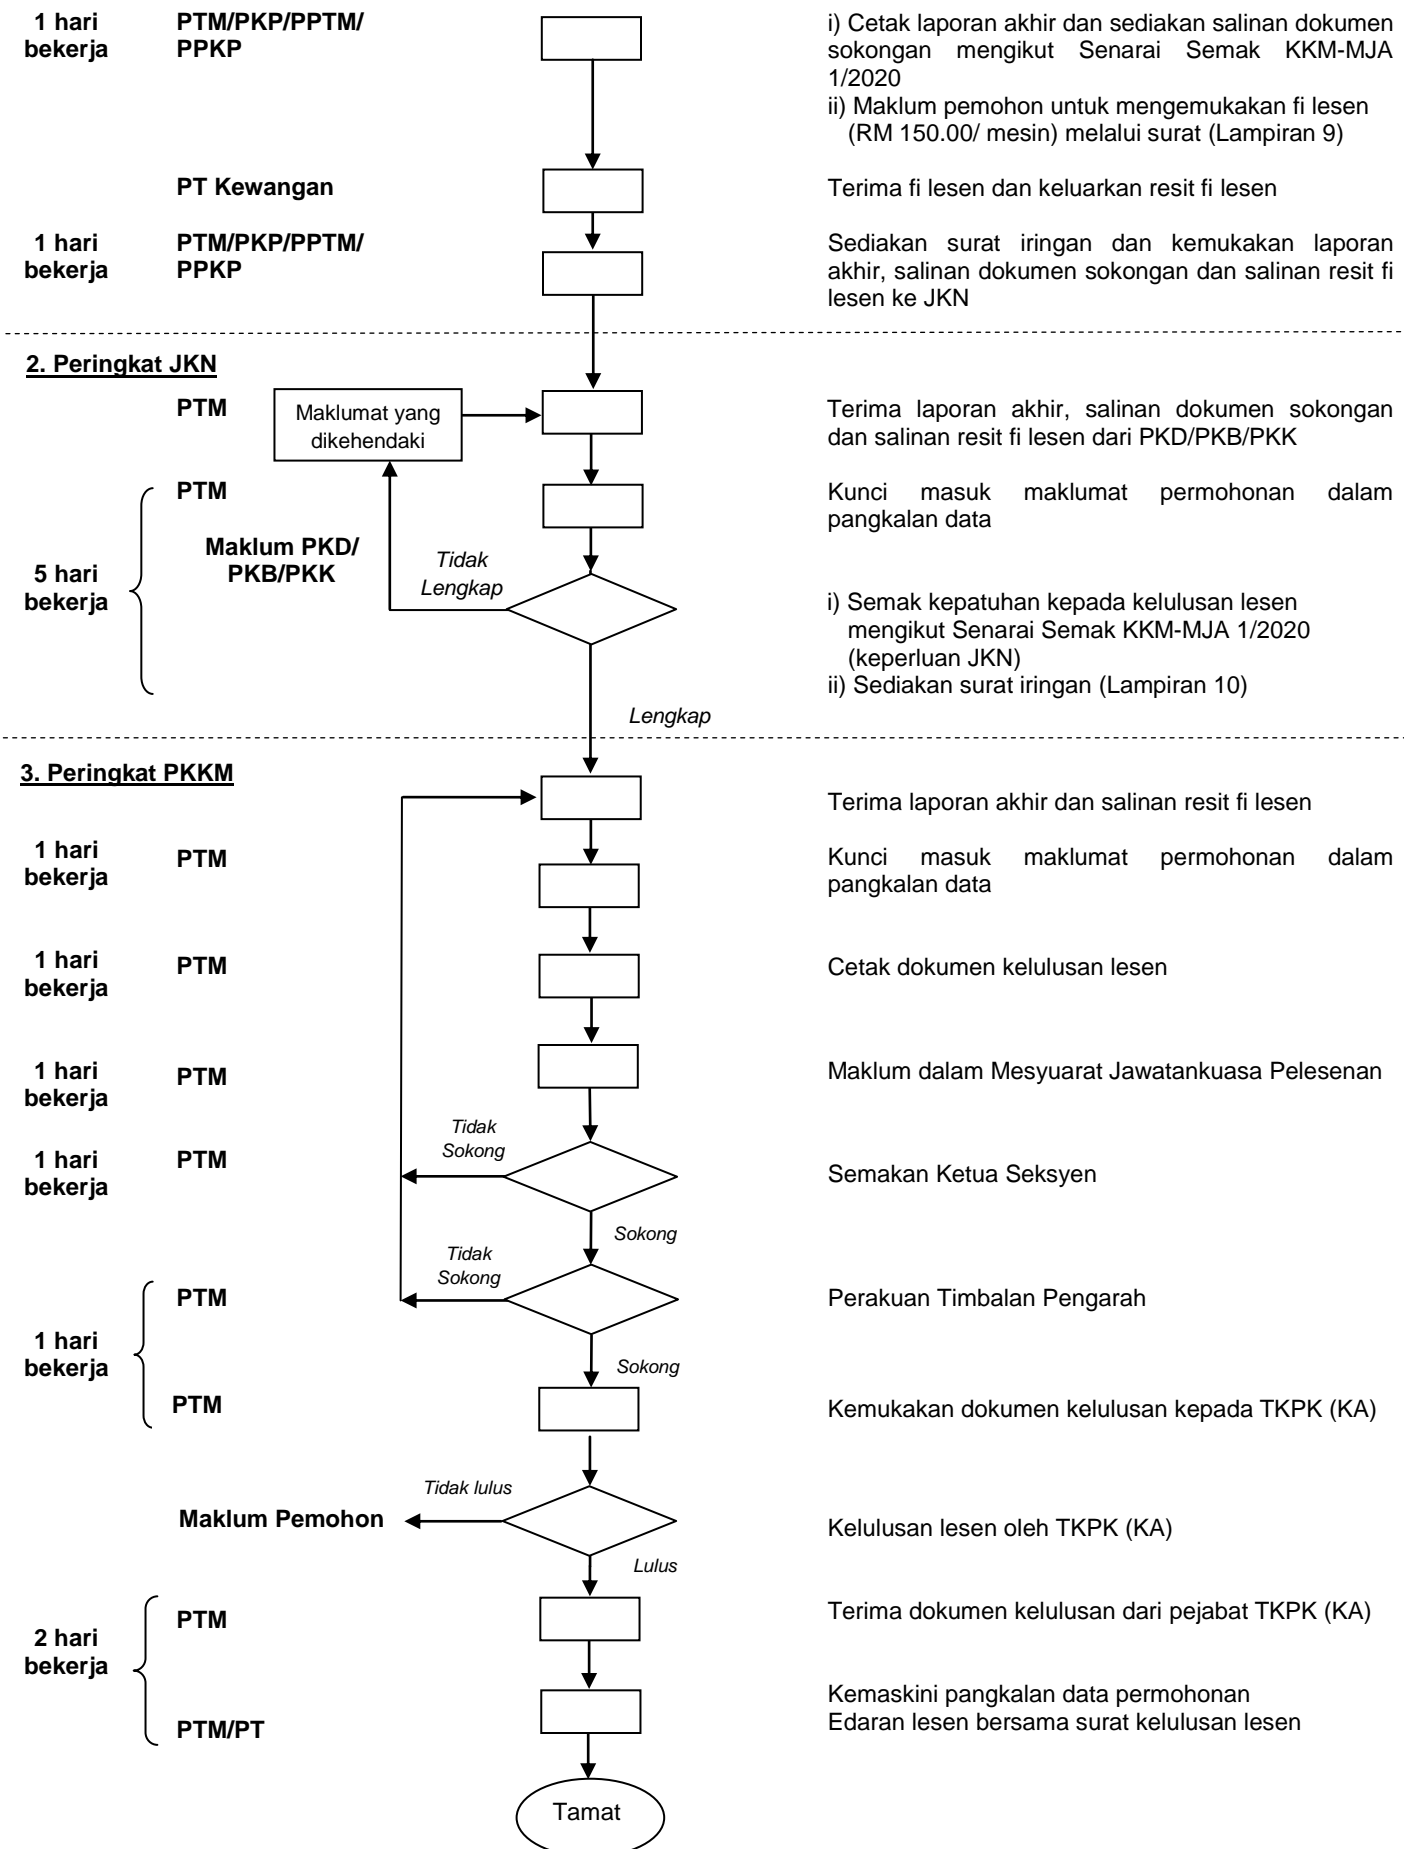 1 hari
bekerja
PTM/PKP/PPTM/
PPKP
i) Cetak laporan akhir dan sediakan salinan dokumen
sokongan mengikut Senarai Semak KKM-MJA
1/2020
ii) Maklum pemohon untuk mengemukakan fi lesen
(RM 150.00/ mesin) melalui surat (Lampiran 9)
PT Kewangan
Terima fi lesen dan keluarkan resit fi lesen
1 hari
bekerja
PTM/PKP/PPTM/
PPKP
Sediakan surat iringan dan kemukakan laporan
akhir, salinan dokumen sokongan dan salinan resit fi
lesen ke JKN
2. Peringkat JKN
PTM
Maklumat yang
dikehendaki
Terima laporan akhir, salinan dokumen sokongan
dan salinan resit fi lesen dari PKD/PKB/PKK
PTM
Kunci masuk maklumat permohonan dalam
pangkalan data
5 hari
bekerja
Maklum PKD/
PKB/PKK
Tidak
Lengkap
i) Semak kepatuhan kepada kelulusan lesen
mengikut Senarai Semak KKM-MJA 1/2020
(keperluan JKN)
ii) Sediakan surat iringan (Lampiran 10)
Lengkap
3. Peringkat PKKM
Terima laporan akhir dan salinan resit fi lesen
1 hari
bekerja
PTM
Kunci masuk maklumat permohonan dalam
pangkalan data
1 hari
bekerja
PTM
Cetak dokumen kelulusan lesen
1 hari
bekerja
PTM
Maklum dalam Mesyuarat Jawatankuasa Pelesenan
1 hari
bekerja
PTM
Tidak
Sokong
Semakan Ketua Seksyen
Sokong
1 hari
bekerja
PTM
Tidak
Sokong
Perakuan Timbalan Pengarah
Sokong
PTM
Kemukakan dokumen kelulusan kepada TKPK (KA)
Maklum Pemohon
Tidak lulus
Kelulusan lesen oleh TKPK (KA)
Lulus
2 hari
bekerja
PTM
Terima dokumen kelulusan dari pejabat TKPK (KA)
PTM/PT
Kemaskini pangkalan data permohonan
Edaran lesen bersama surat kelulusan lesen
Tamat